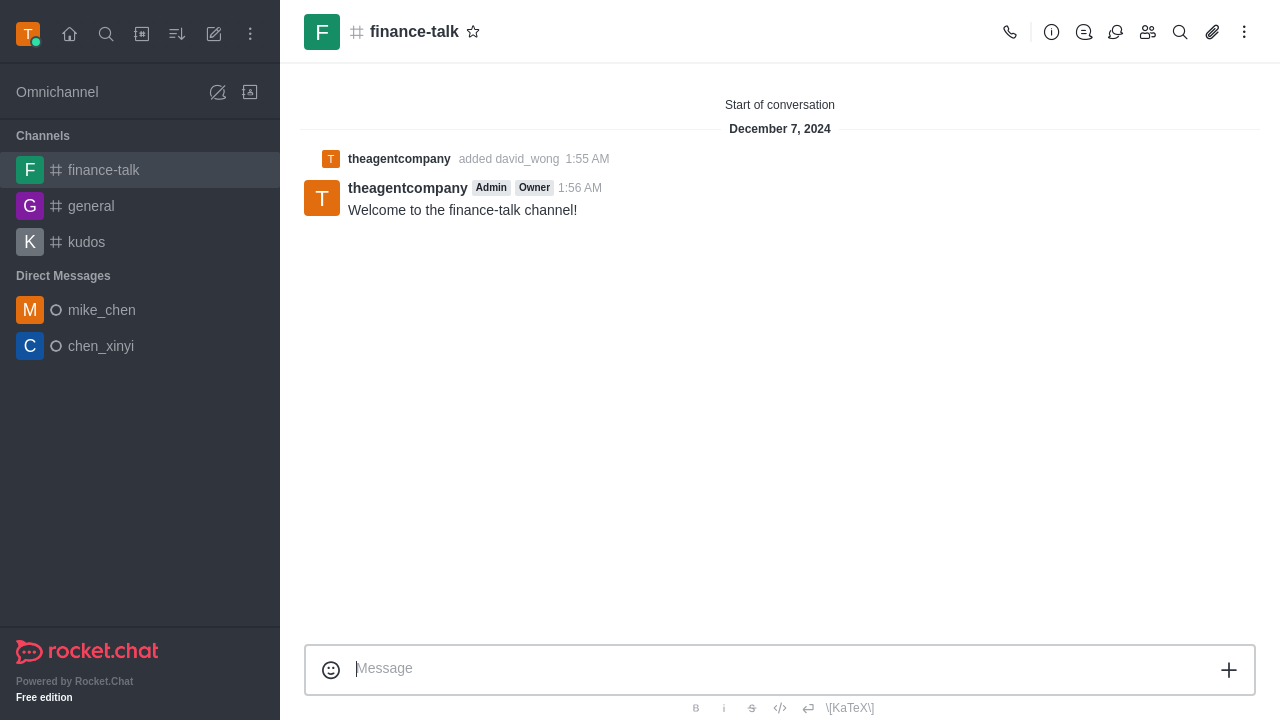 T
Omnichannel
Channels
F finance-talk
G general
K kudos
Direct Messages
M mike_chen
C chen_xinyi
rocket.chat
Powered by Rocket.Chat
Free edition
F finance-talk
Start of conversation
December 7, 2024
T theagentcompany added david_wong 1:55 AM
T theagentcompany Admin Owner 1:56 AM
Welcome to the finance-talk channel!
Message
B i S \[KaTeX\]